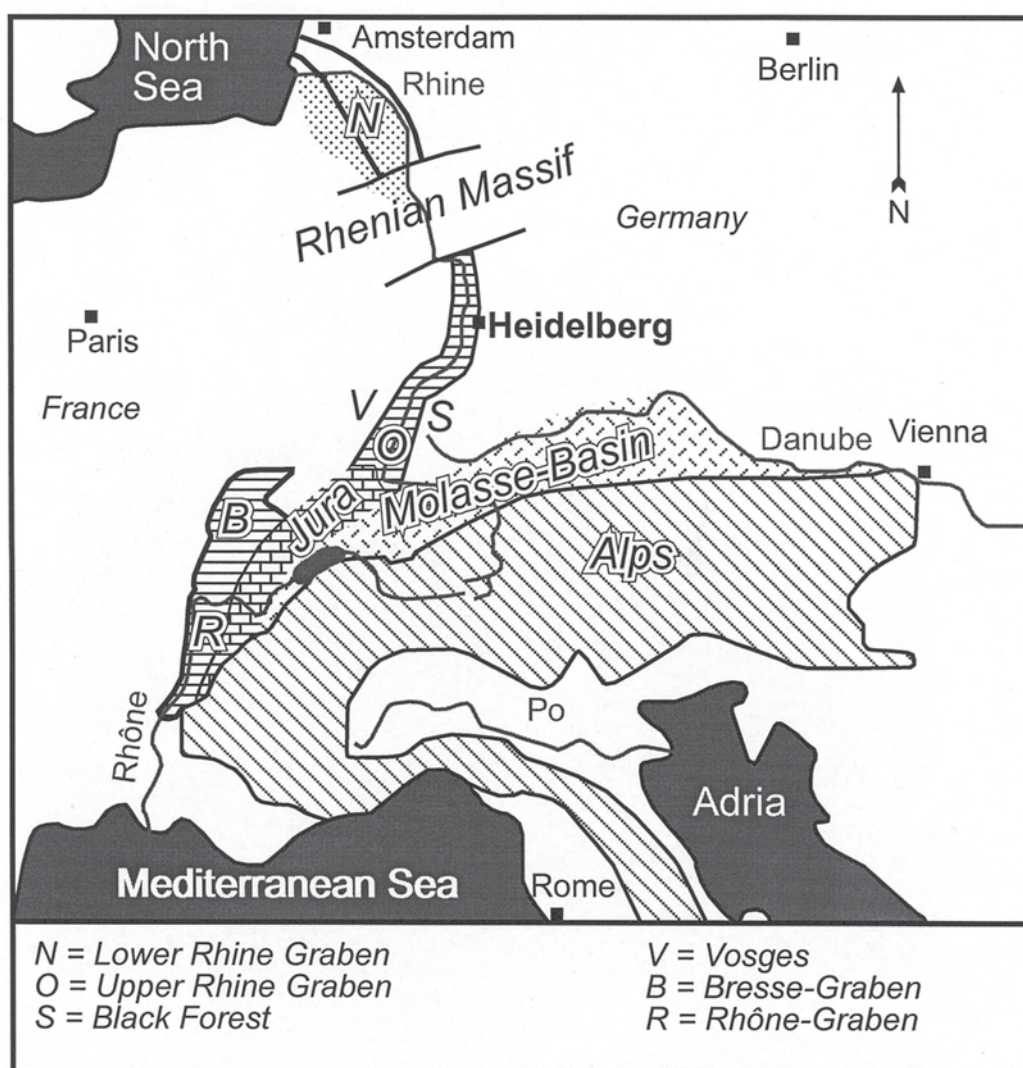 North
Sea
Amsterdam
Rhine
Berlin
N
N
Rhenian Massif
Germany
Paris
Heidelberg
France
V
S
O
Danube
Vienna
Molasse-Basin
Jura
B
Alps
R
Rhône
Po
Adria
Mediterranean Sea
Rome
N = Lower Rhine Graben
O = Upper Rhine Graben
S = Black Forest
V = Vosges
B = Bresse-Graben
R = Rhône-Graben